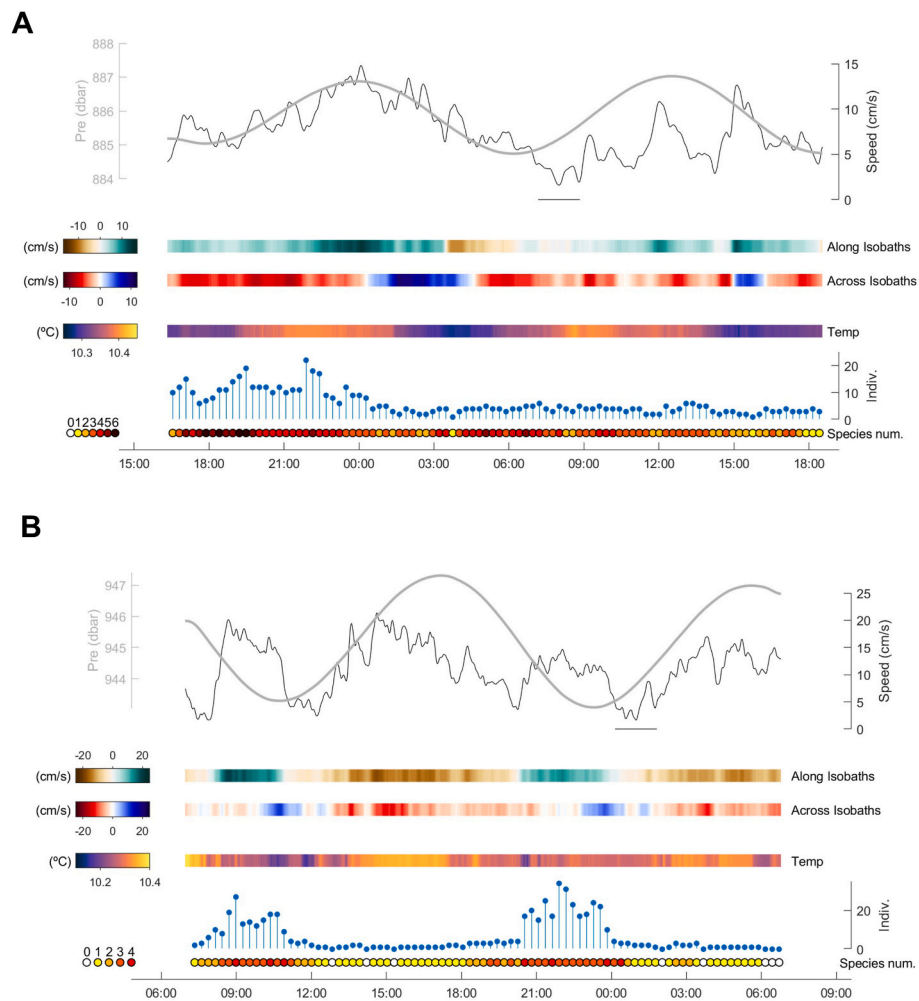 A
888
887
886
885
884
Pre (dbar)
15
10
5
0
Speed (cm/s)
-10 0 10
(cm/s)
Along Isobaths
(cm/s)
Across Isobaths
-10 0 10
(ºC)
Temp
10.3 10.4
20
10
0
Indiv.
0123456
Species num.
15:00 18:00 21:00 00:00 03:00 06:00 09:00 12:00 15:00 18:00
B
947
946
945
944
Pre (dbar)
25
20
15
10
5
0
Speed (cm/s)
-20 0 20
(cm/s)
Along Isobaths
(cm/s)
Across Isobaths
-20 0 20
(ºC)
Temp
10.2 10.4
20
0
Indiv.
0 1 2 3 4
Species num.
06:00 09:00 12:00 15:00 18:00 21:00 00:00 03:00 06:00 09:00